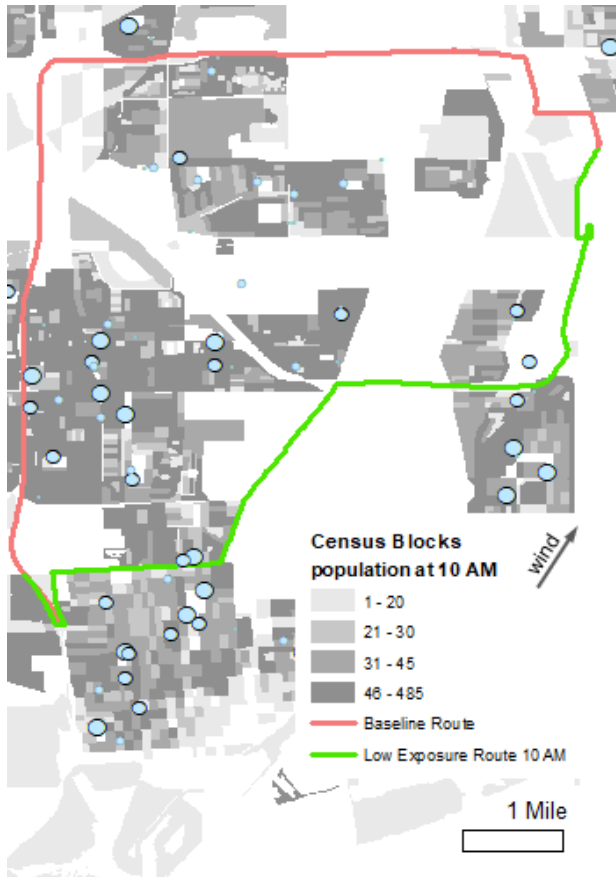 wind
Census Blocks
population at 10 AM
1 - 20
21 - 30
31 - 45
46 - 485
Baseline Route
Low Exposure Route 10 AM
1 Mile